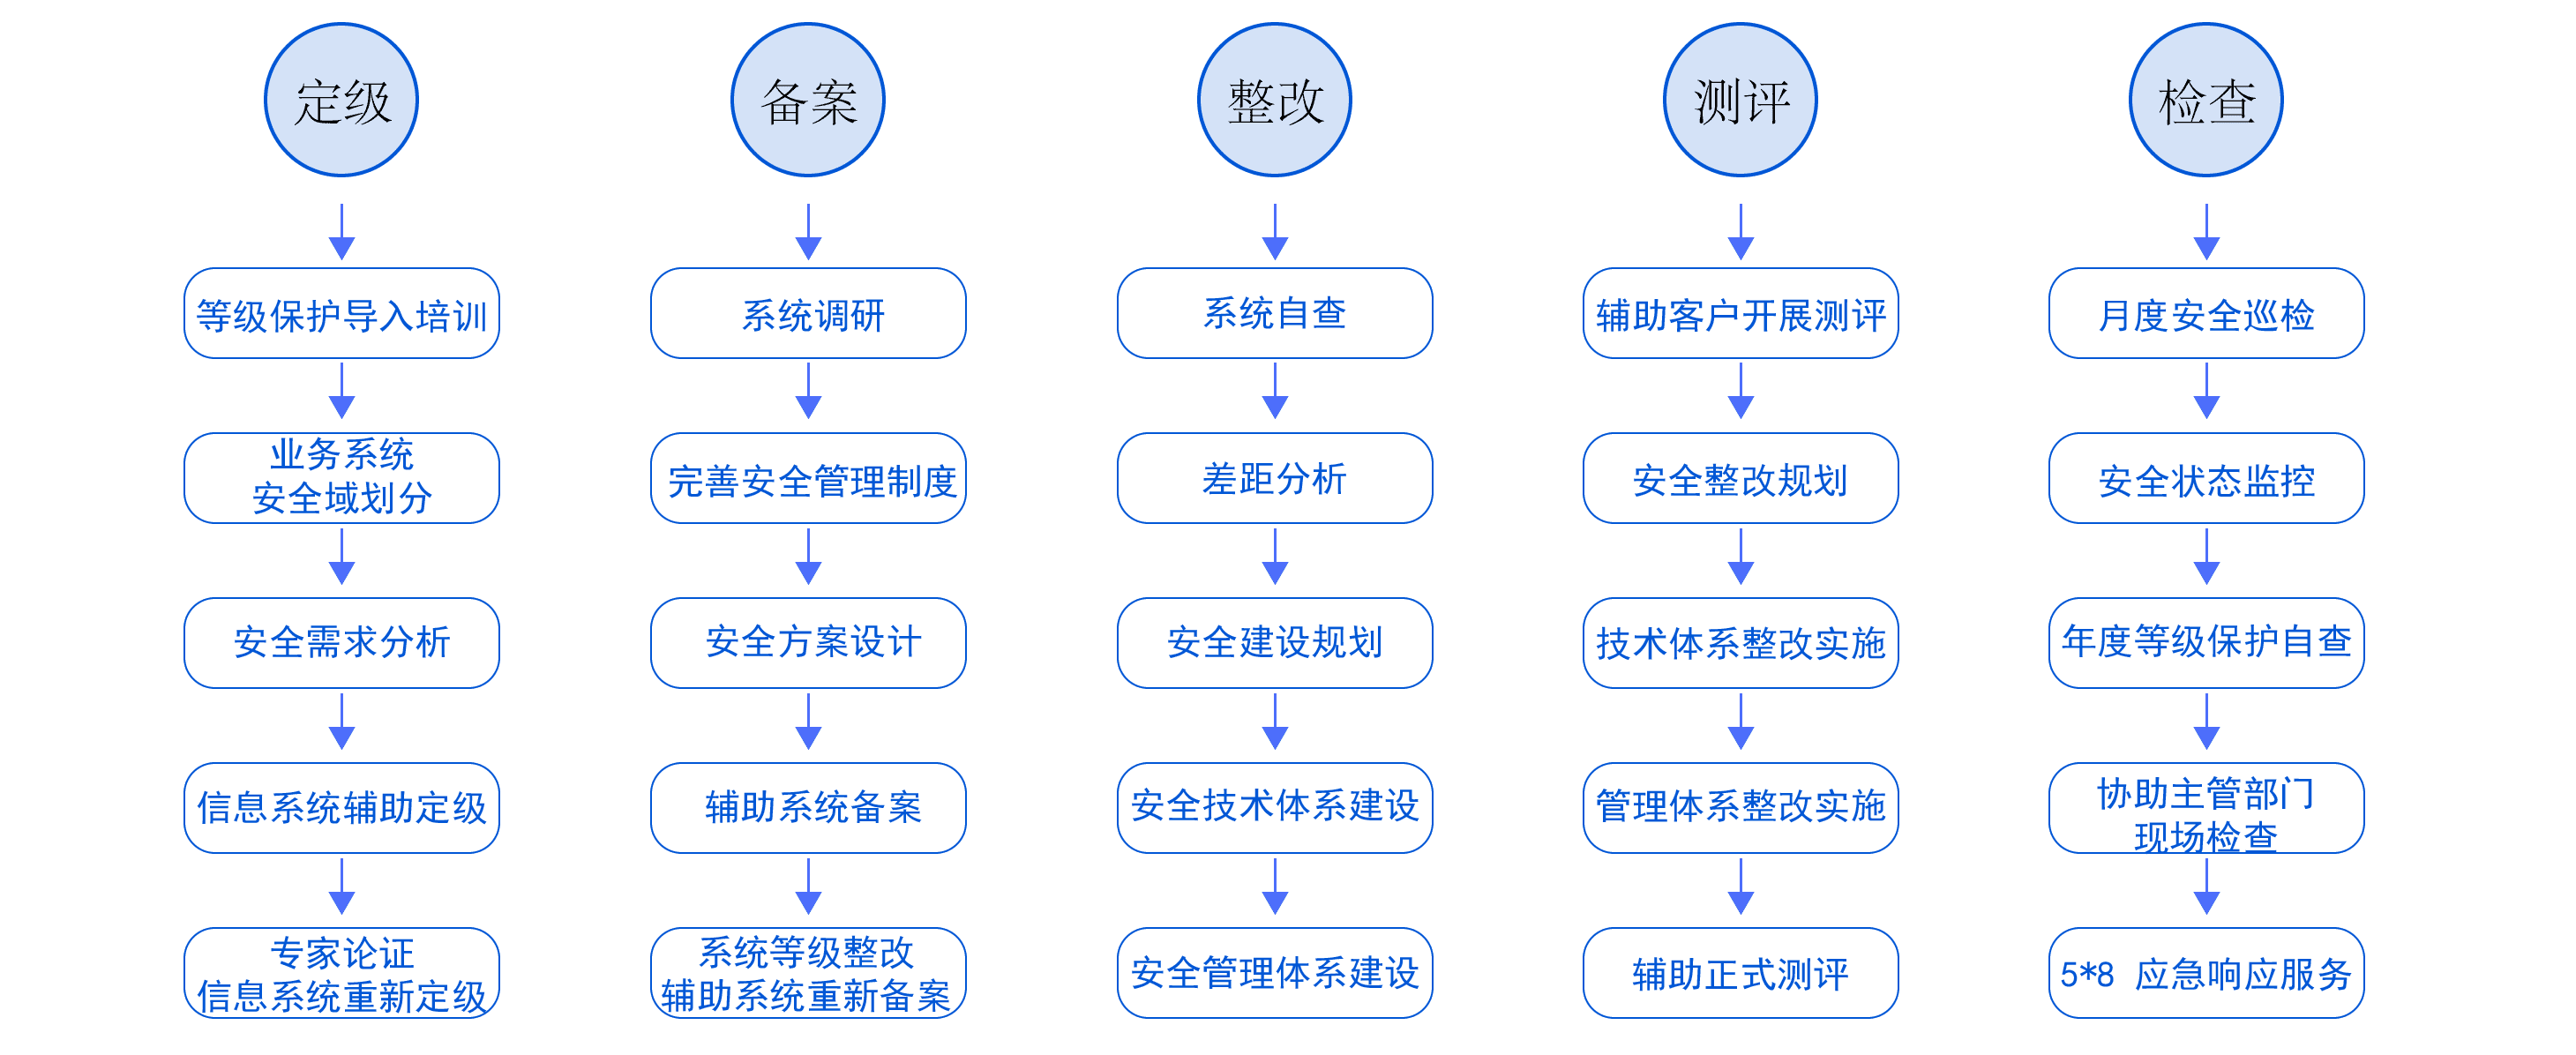 定级
等级保护导入培训
业务系统
安全域划分
安全需求分析
信息系统辅助定级
专家论证
信息系统重新定级
备案
系统调研
完善安全管理制度
安全方案设计
辅助系统备案
系统等级整改
辅助系统重新备案
整改
系统自查
差距分析
安全建设规划
安全技术体系建设
安全管理体系建设
测评
辅助客户开展测评
安全整改规划
技术体系整改实施
管理体系整改实施
辅助正式测评
检查
月度安全巡检
安全状态监控
年度等级保护自查
协助主管部门
现场检查
5*8 应急响应服务